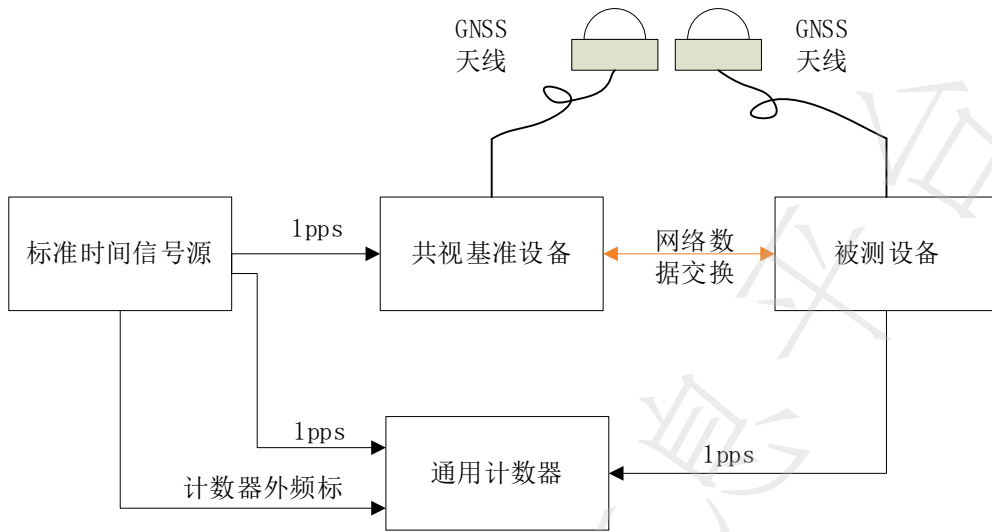 GNSS
天线
GNSS
天线
标准时间信号源
1pps
共视基准设备
网络数
据交换
被测设备
1pps
计数器外频标
通用计数器
1pps